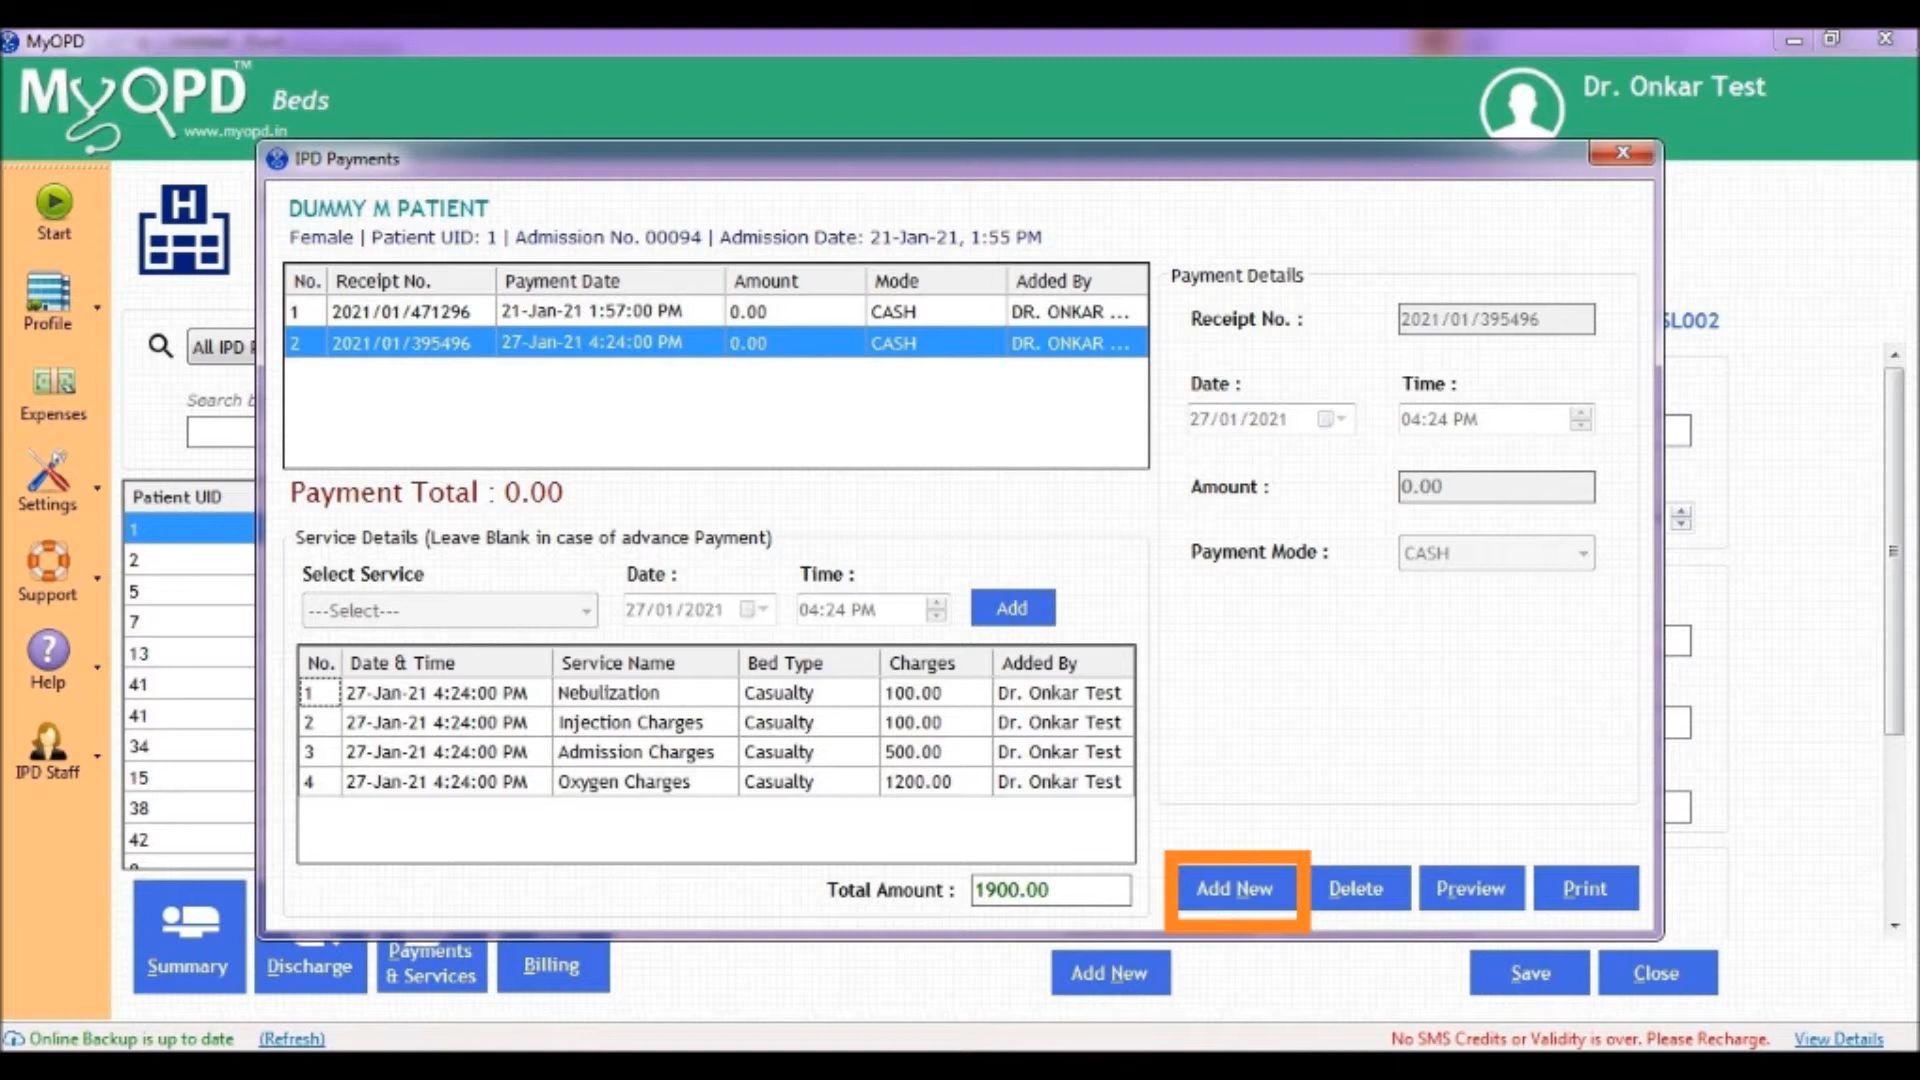 MyOPD
MyOPD™ Beds
www.myopd.in
Dr. Onkar Test
Start
Profile
Expenses
Settings
Support
Help
IPD Staff
All IPD
Search
SL002
Patient UID
1
2
5
7
13
41
41
34
15
38
42
IPD Payments
DUMMY M PATIENT
Female | Patient UID: 1 | Admission No. 00094 | Admission Date: 21-Jan-21, 1:55 PM
No. Receipt No. Payment Date Amount Mode Added By
1 2021/01/471296 21-Jan-21 1:57:00 PM 0.00 CASH DR. ONKAR ...
2 2021/01/395496 27-Jan-21 4:24:00 PM 0.00 CASH DR. ONKAR ...
Payment Total : 0.00
Service Details (Leave Blank in case of advance Payment)
Select Service Date : Time :
---Select--- 27/01/2021 04:24 PM Add
No. Date & Time Service Name Bed Type Charges Added By
1 27-Jan-21 4:24:00 PM Nebulization Casualty 100.00 Dr. Onkar Test
2 27-Jan-21 4:24:00 PM Injection Charges Casualty 100.00 Dr. Onkar Test
3 27-Jan-21 4:24:00 PM Admission Charges Casualty 500.00 Dr. Onkar Test
4 27-Jan-21 4:24:00 PM Oxygen Charges Casualty 1200.00 Dr. Onkar Test
Total Amount : 1900.00
Payment Details
Receipt No. : 2021/01/395496
Date : Time :
27/01/2021 04:24 PM
Amount : 0.00
Payment Mode : CASH
Add New Delete Preview Print
Summary Discharge Payments & Services Billing Add New Save Close
Online Backup is up to date (Refresh) No SMS Credits or Validity is over. Please Recharge. View Details